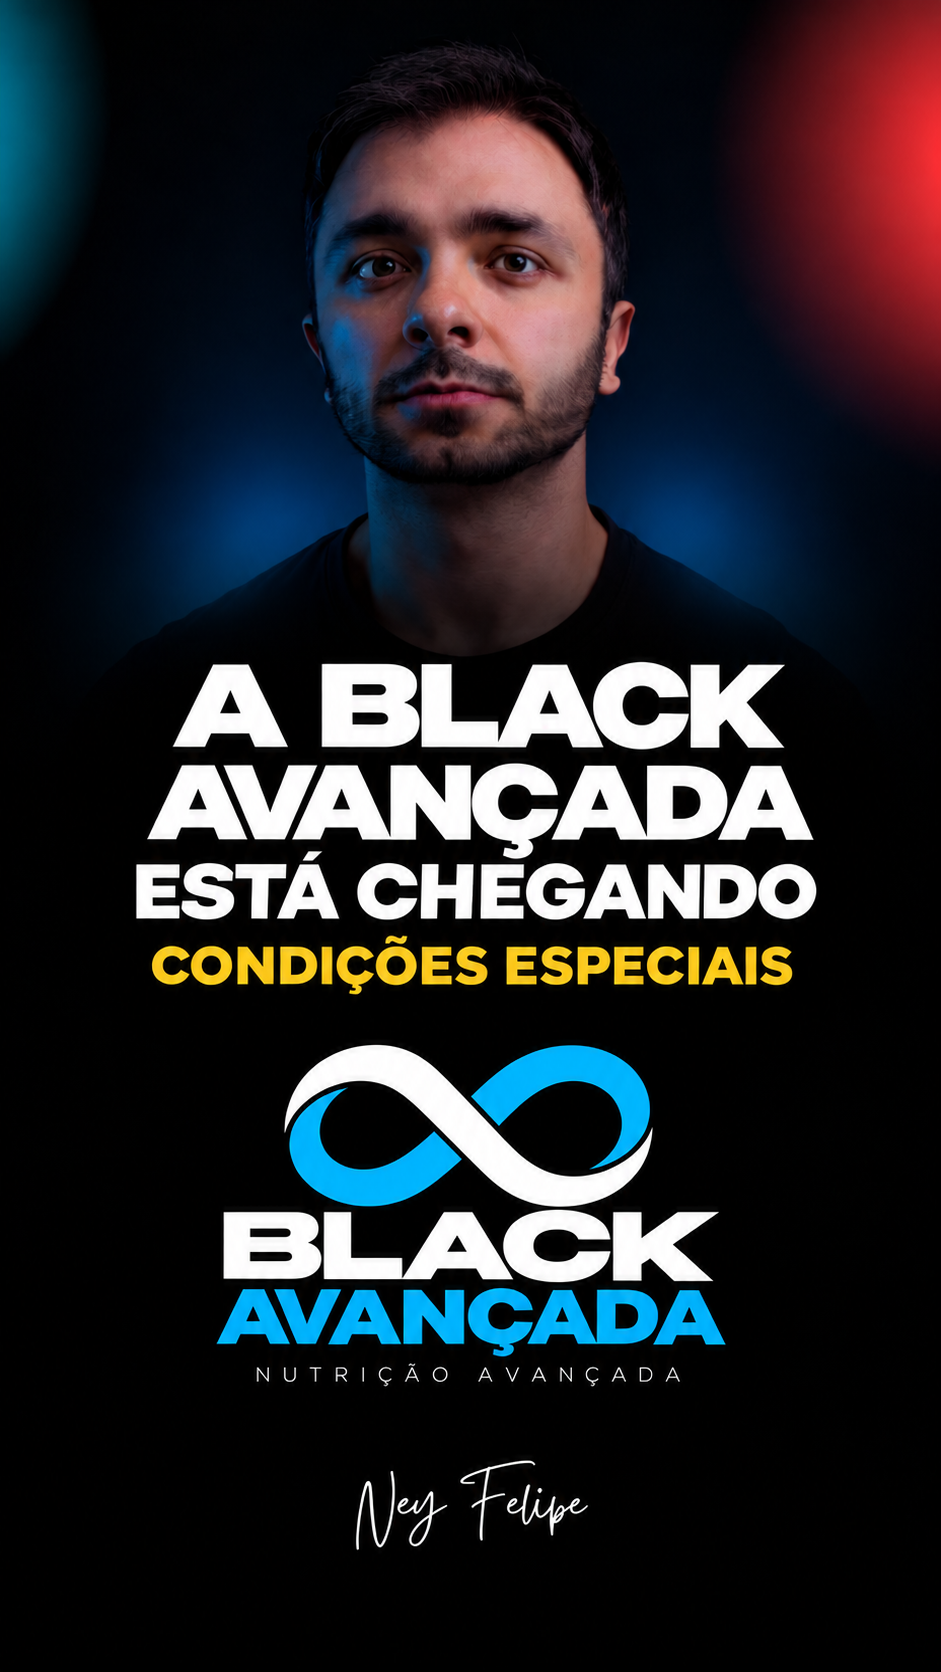 A BLACK
AVANÇADA
ESTÁ CHEGANDO
CONDIÇÕES ESPECIAIS
BLACK
AVANÇADA
NUTRIÇÃO AVANÇADA
Ney Felipe